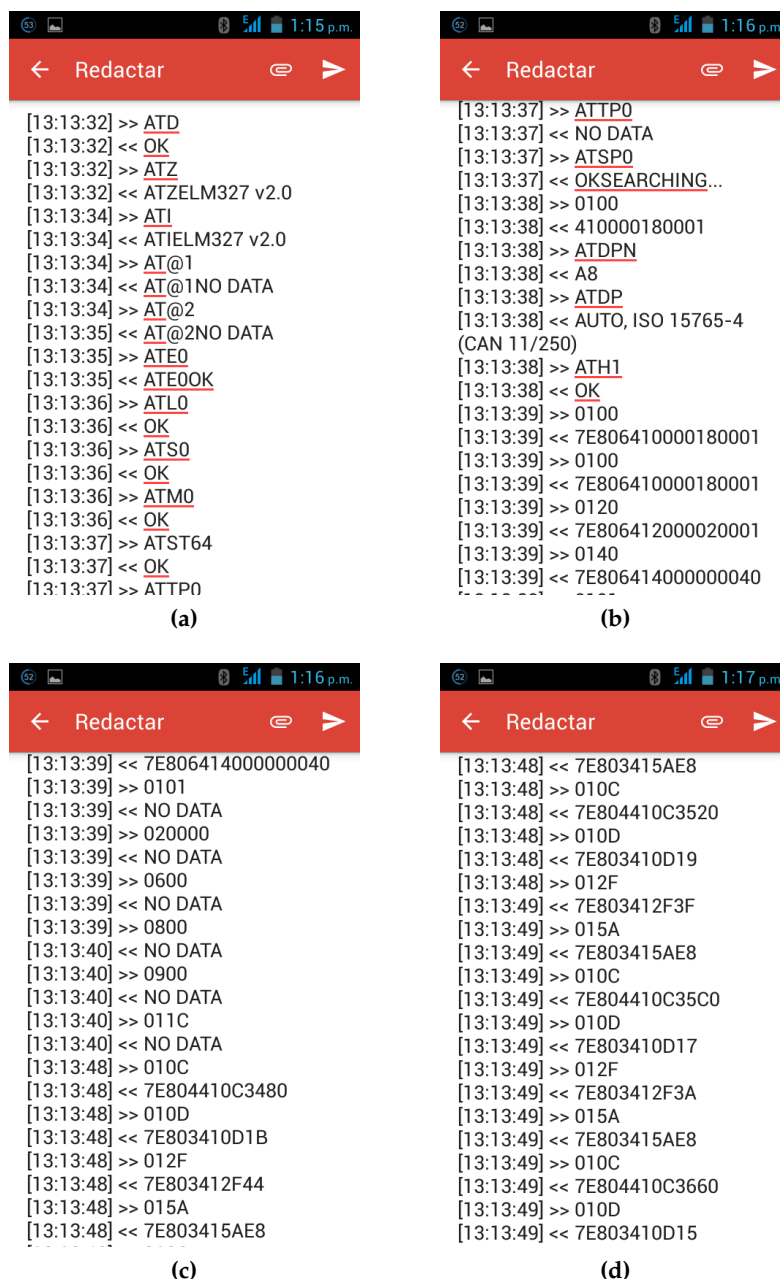 53
E
1:15 p.m.
Redactar
[13:13:32] >> ATD
[13:13:32] << OK
[13:13:32] >> ATZ
[13:13:32] << ATZELM327 v2.0
[13:13:34] >> ATI
[13:13:34] << ATIELM327 v2.0
[13:13:34] >> AT@1
[13:13:34] << AT@1NO DATA
[13:13:34] >> AT@2
[13:13:35] << AT@2NO DATA
[13:13:35] >> ATE0
[13:13:35] << ATE0OK
[13:13:36] >> ATL0
[13:13:36] << OK
[13:13:36] >> ATS0
[13:13:36] << OK
[13:13:36] >> ATM0
[13:13:36] << OK
[13:13:37] >> ATST64
[13:13:37] << OK
[13:13:37] >> ATTP0
(a)
52
E
1:16 p.m
Redactar
[13:13:37] >> ATTP0
[13:13:37] << NO DATA
[13:13:37] >> ATSP0
[13:13:37] << OKSEARCHING...
[13:13:38] >> 0100
[13:13:38] << 410000180001
[13:13:38] >> ATDPN
[13:13:38] << A8
[13:13:38] >> ATDP
[13:13:38] << AUTO, ISO 15765-4
(CAN 11/250)
[13:13:38] >> ATH1
[13:13:38] << OK
[13:13:39] >> 0100
[13:13:39] << 7E806410000180001
[13:13:39] >> 0100
[13:13:39] << 7E806410000180001
[13:13:39] >> 0120
[13:13:39] << 7E806412000020001
[13:13:39] >> 0140
[13:13:39] << 7E806414000000040
(b)
52
E
1:16 p.m.
Redactar
[13:13:39] << 7E806414000000040
[13:13:39] >> 0101
[13:13:39] << NO DATA
[13:13:39] >> 020000
[13:13:39] << NO DATA
[13:13:39] >> 0600
[13:13:39] << NO DATA
[13:13:39] >> 0800
[13:13:40] << NO DATA
[13:13:40] >> 0900
[13:13:40] << NO DATA
[13:13:40] >> 011C
[13:13:40] << NO DATA
[13:13:48] >> 010C
[13:13:48] << 7E804410C3480
[13:13:48] >> 010D
[13:13:48] << 7E803410D1B
[13:13:48] >> 012F
[13:13:48] << 7E803412F44
[13:13:48] >> 015A
[13:13:48] << 7E803415AE8
(c)
52
E
1:17 p.m
Redactar
[13:13:48] << 7E803415AE8
[13:13:48] >> 010C
[13:13:48] << 7E804410C3520
[13:13:48] >> 010D
[13:13:48] << 7E803410D19
[13:13:48] >> 012F
[13:13:49] << 7E803412F3F
[13:13:49] >> 015A
[13:13:49] << 7E803415AE8
[13:13:49] >> 010C
[13:13:49] << 7E804410C35C0
[13:13:49] >> 010D
[13:13:49] << 7E803410D17
[13:13:49] >> 012F
[13:13:49] << 7E803412F3A
[13:13:49] >> 015A
[13:13:49] << 7E803415AE8
[13:13:49] >> 010C
[13:13:49] << 7E804410C3660
[13:13:49] >> 010D
[13:13:49] << 7E803410D15
(d)